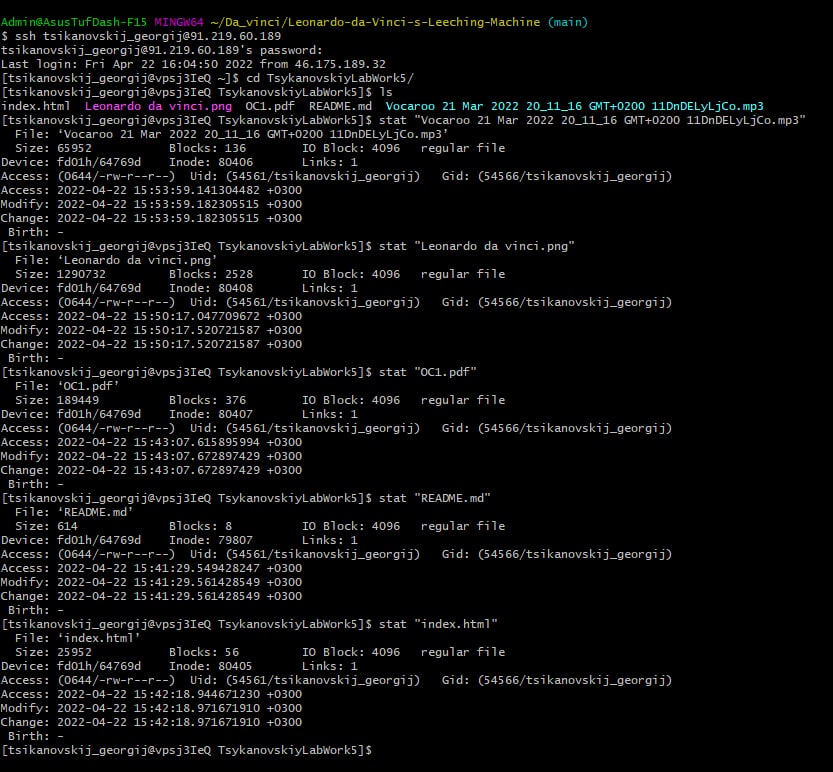 Admin@AsusTufDash-F15 MINGW64 ~/Da_vinci/Leonardo-da-Vinci-s-Leeching-Machine (main)
$ ssh tsikanovskij_georgij@91.219.60.189
tsikanovskij_georgij@91.219.60.189's password:
Last login: Fri Apr 22 16:04:50 2022 from 46.175.189.32
[tsikanovskij_georgij@vpsj3IeQ ~]$ cd TsykanovskiyLabWork5/
[tsikanovskij_georgij@vpsj3IeQ TsykanovskiyLabWork5]$ ls
index.html  Leonardo da vinci.png  OC1.pdf  README.md  Vocaroo 21 Mar 2022 20_11_16 GMT+0200 11DnDELyLjCo.mp3
[tsikanovskij_georgij@vpsj3IeQ TsykanovskiyLabWork5]$ stat "Vocaroo 21 Mar 2022 20_11_16 GMT+0200 11DnDELyLjCo.mp3"
  File: ‘Vocaroo 21 Mar 2022 20_11_16 GMT+0200 11DnDELyLjCo.mp3’
  Size: 65952           Blocks: 136        IO Block: 4096   regular file
Device: fd01h/64769d    Inode: 80406       Links: 1
Access: (0644/-rw-r--r--)  Uid: (54561/tsikanovskij_georgij)   Gid: (54566/tsikanovskij_georgij)
Access: 2022-04-22 15:53:59.141304482 +0300
Modify: 2022-04-22 15:53:59.182305515 +0300
Change: 2022-04-22 15:53:59.182305515 +0300
 Birth: -
[tsikanovskij_georgij@vpsj3IeQ TsykanovskiyLabWork5]$ stat "Leonardo da vinci.png"
  File: ‘Leonardo da vinci.png’
  Size: 1290732         Blocks: 2528       IO Block: 4096   regular file
Device: fd01h/64769d    Inode: 80408       Links: 1
Access: (0644/-rw-r--r--)  Uid: (54561/tsikanovskij_georgij)   Gid: (54566/tsikanovskij_georgij)
Access: 2022-04-22 15:50:17.047709672 +0300
Modify: 2022-04-22 15:50:17.520721587 +0300
Change: 2022-04-22 15:50:17.520721587 +0300
 Birth: -
[tsikanovskij_georgij@vpsj3IeQ TsykanovskiyLabWork5]$ stat "OC1.pdf"
  File: ‘OC1.pdf’
  Size: 189449          Blocks: 376        IO Block: 4096   regular file
Device: fd01h/64769d    Inode: 80407       Links: 1
Access: (0644/-rw-r--r--)  Uid: (54561/tsikanovskij_georgij)   Gid: (54566/tsikanovskij_georgij)
Access: 2022-04-22 15:43:07.615895994 +0300
Modify: 2022-04-22 15:43:07.672897429 +0300
Change: 2022-04-22 15:43:07.672897429 +0300
 Birth: -
[tsikanovskij_georgij@vpsj3IeQ TsykanovskiyLabWork5]$ stat "README.md"
  File: ‘README.md’
  Size: 614             Blocks: 8          IO Block: 4096   regular file
Device: fd01h/64769d    Inode: 79807       Links: 1
Access: (0644/-rw-r--r--)  Uid: (54561/tsikanovskij_georgij)   Gid: (54566/tsikanovskij_georgij)
Access: 2022-04-22 15:41:29.549428247 +0300
Modify: 2022-04-22 15:41:29.561428549 +0300
Change: 2022-04-22 15:41:29.561428549 +0300
 Birth: -
[tsikanovskij_georgij@vpsj3IeQ TsykanovskiyLabWork5]$ stat "index.html"
  File: ‘index.html’
  Size: 25952           Blocks: 56         IO Block: 4096   regular file
Device: fd01h/64769d    Inode: 80405       Links: 1
Access: (0644/-rw-r--r--)  Uid: (54561/tsikanovskij_georgij)   Gid: (54566/tsikanovskij_georgij)
Access: 2022-04-22 15:42:18.944671230 +0300
Modify: 2022-04-22 15:42:18.971671910 +0300
Change: 2022-04-22 15:42:18.971671910 +0300
 Birth: -
[tsikanovskij_georgij@vpsj3IeQ TsykanovskiyLabWork5]$